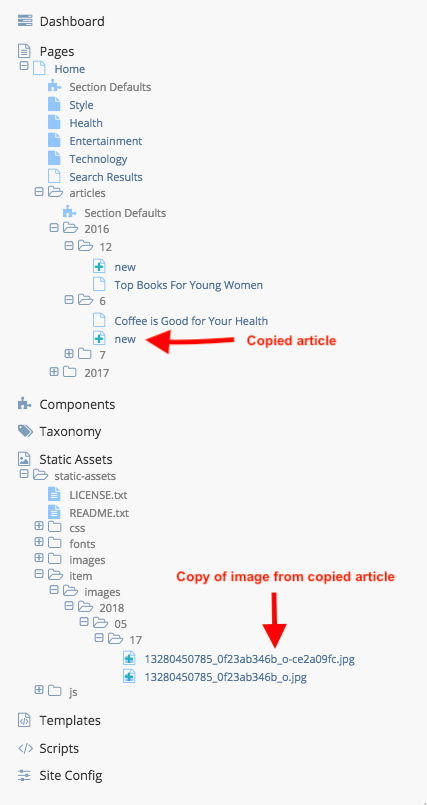 Dashboard
Pages
Home
Section Defaults
Style
Health
Entertainment
Technology
Search Results
articles
Section Defaults
2016
12
new
Top Books For Young Women
6
Coffee is Good for Your Health
new
Copied article
7
2017
Components
Taxonomy
Static Assets
static-assets
LICENSE.txt
README.txt
css
fonts
images
item
Copy of image from copied article
images
2018
05
17
13280450785_0f23ab346b_o-ce2a09fc.jpg
13280450785_0f23ab346b_o.jpg
js
Templates
Scripts
Site Config